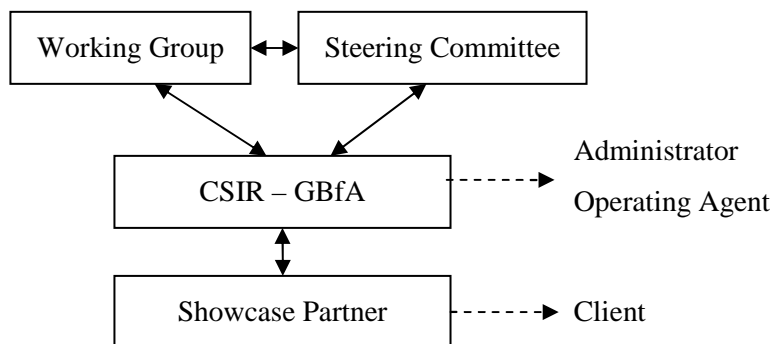 Working Group
Steering Committee
CSIR – GBfA
Administrator
Operating Agent
Showcase Partner
Client